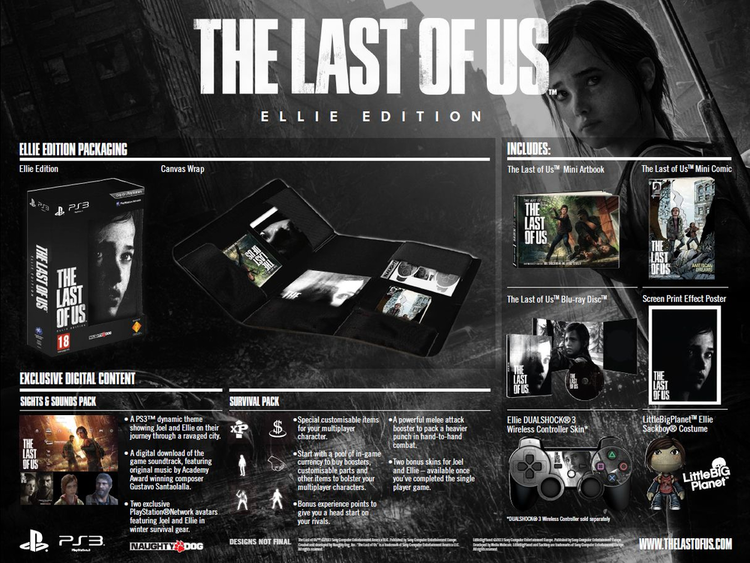 THE LAST OF US™
ELLIE EDITION
ELLIE EDITION PACKAGING
Ellie Edition
Canvas Wrap
PS3
THE
LAST
OF US
ELLIE EDITION
18
INCLUDES:
The Last of Us™ Mini Artbook
The Last of Us™ Mini Comic
THE
LAST
OF US
THE
LAST
OF US
AMERICAN
DREAMS
The Last of Us™ Blu-ray Disc™
Screen Print Effect Poster
THE
LAST
OF US
THE
LAST
OF US
Ellie DUALSHOCK® 3
Wireless Controller Skin*
LittleBigPlanet™ Ellie
Sackboy® Costume
LittleBIG
Planet
*DUALSHOCK® 3 Wireless Controller sold separately
EXCLUSIVE DIGITAL CONTENT
SIGHTS & SOUNDS PACK
THE
LAST
OF US
• A PS3™ dynamic theme
showing Joel and Ellie on their
journey through a ravaged city.
• A digital download of the
game soundtrack, featuring
original music by Academy
Award winning composer
Gustavo Santaolalla.
• Two exclusive
PlayStation®Network avatars
featuring Joel and Ellie in
winter survival gear.
SURVIVAL PACK
XP?
$
•Special customisable items
for your multiplayer
character.
•Start with a pool of in-game
currency to buy boosters,
customisable parts and
other items to bolster your
multiplayer characters.
•Bonus experience points to
give you a head start on
your rivals.
•A powerful melee attack
booster to pack a heavier
punch in hand-to-hand
combat.
•Two bonus skins for Joel
and Ellie – available once
you've completed the single
player game.
PS3
PlayStation®3
NAUGHTY DOG
DESIGNS NOT FINAL
WWW.THELASTOFUS.COM